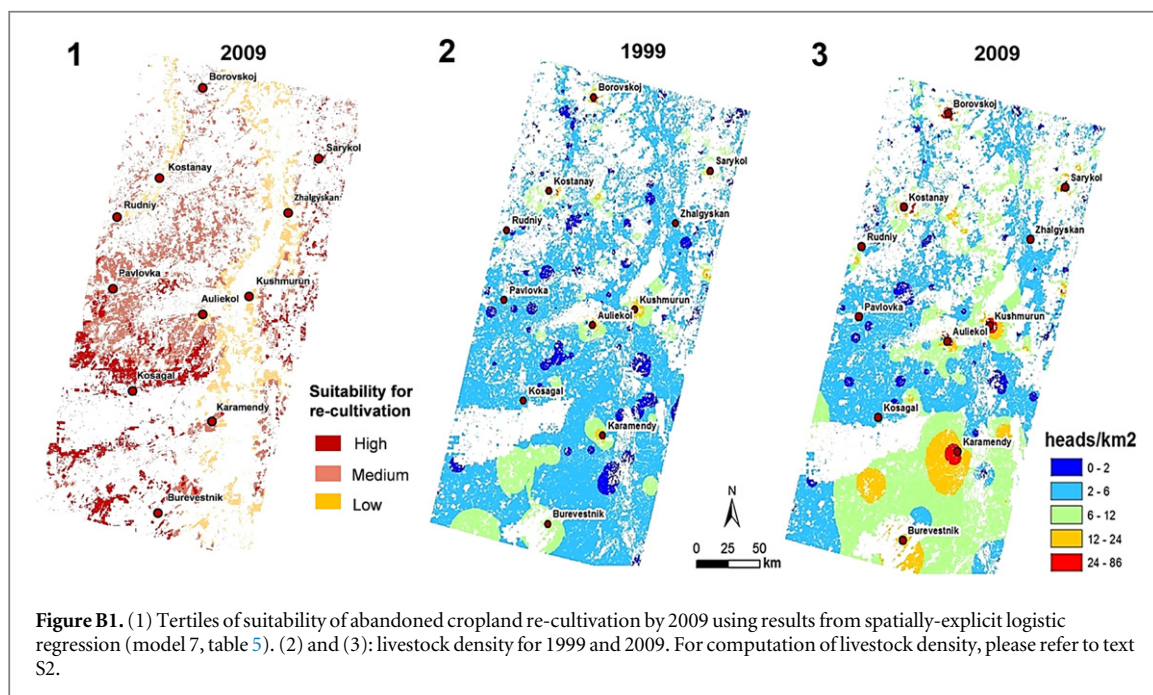 1
2009
Borovskoj
Sarykol
Kostanay
Zhalgyskan
Rudniy
Pavlovka
Kushmurun
Auliekol
Kosagal
Karamendy
Burevestnik
Suitability for
re-cultivation
High
Medium
Low
2
1999
Borovskoj
Sarykol
Kostanay
Zhalgyskan
Rudniy
Pavlovka
Kushmurun
Auliekol
Kosagal
Karamendy
Burevestnik
N
0 25 50
km
3
2009
Borovskoj
Sarykol
Kostanay
Zhalgyskan
Rudniy
Pavlovka
Kushmurun
Auliekol
Kosagal
Karamendy
Burevestnik
heads/km2
0 - 2
2 - 6
6 - 12
12 - 24
24 - 86
Figure B1. (1) Tertiles of suitability of abandoned cropland re-cultivation by 2009 using results from spatially-explicit logistic
regression (model 7, table 5). (2) and (3): livestock density for 1999 and 2009. For computation of livestock density, please refer to text
S2.